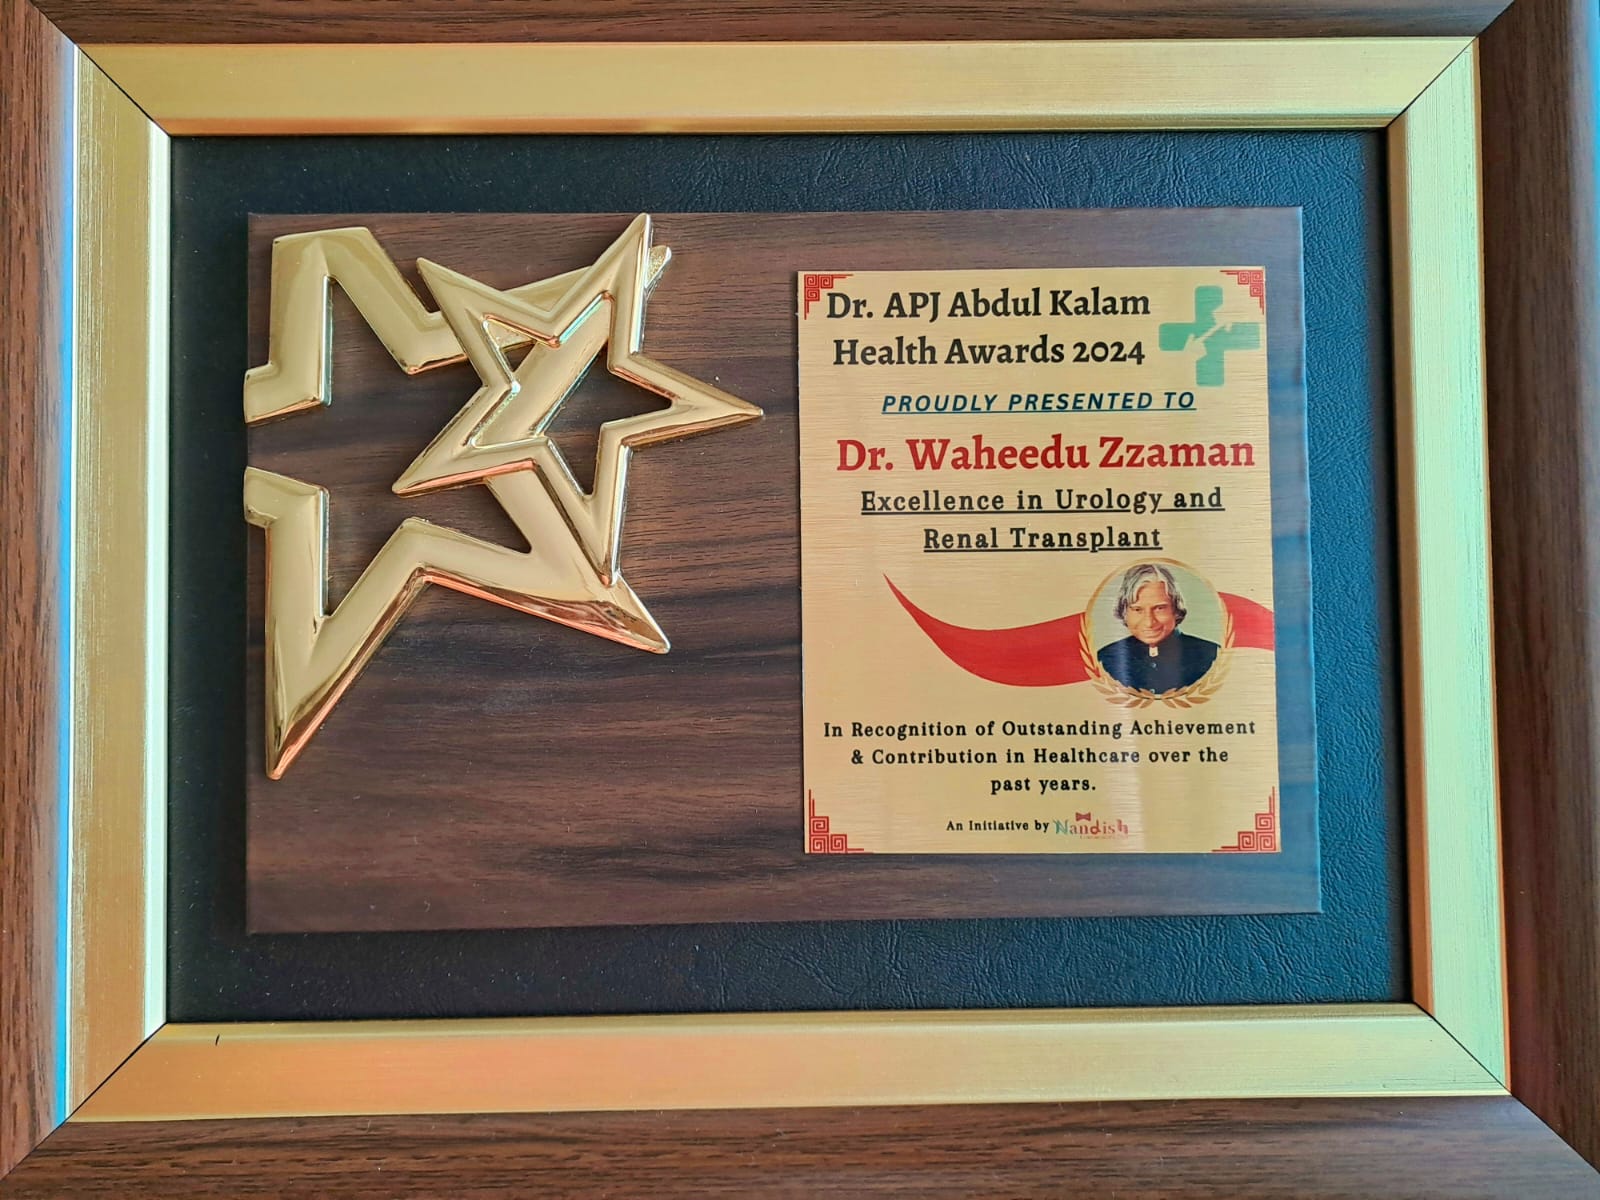 Dr. APJ Abdul Kalam
Health Awards 2024
PROUDLY PRESENTED TO
Dr. Waheedu Zzaman
Excellence in Urology and
Renal Transplant
In Recognition of Outstanding Achievement
& Contribution in Healthcare over the
past years.
An Initiative by Nandish